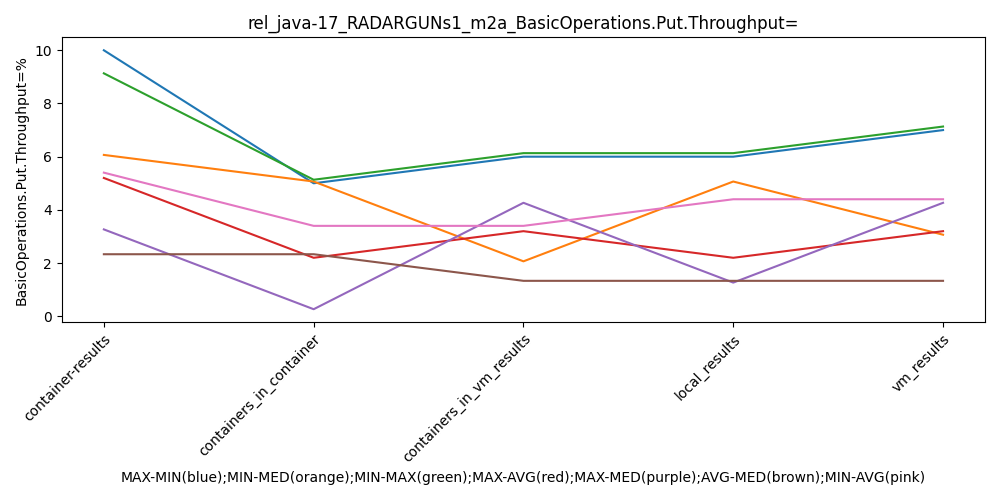 rel_java-17_RADARGUNs1_m2a_BasicOperations.Put.Throughput=
BasicOperations.Put.Throughput=%
10
8
6
4
2
0
container-results
containers_in_container
containers_in_vm_results
local_results
vm_results
MAX-MIN(blue);MIN-MED(orange);MIN-MAX(green);MAX-AVG(red);MAX-MED(purple);AVG-MED(brown);MIN-AVG(pink)